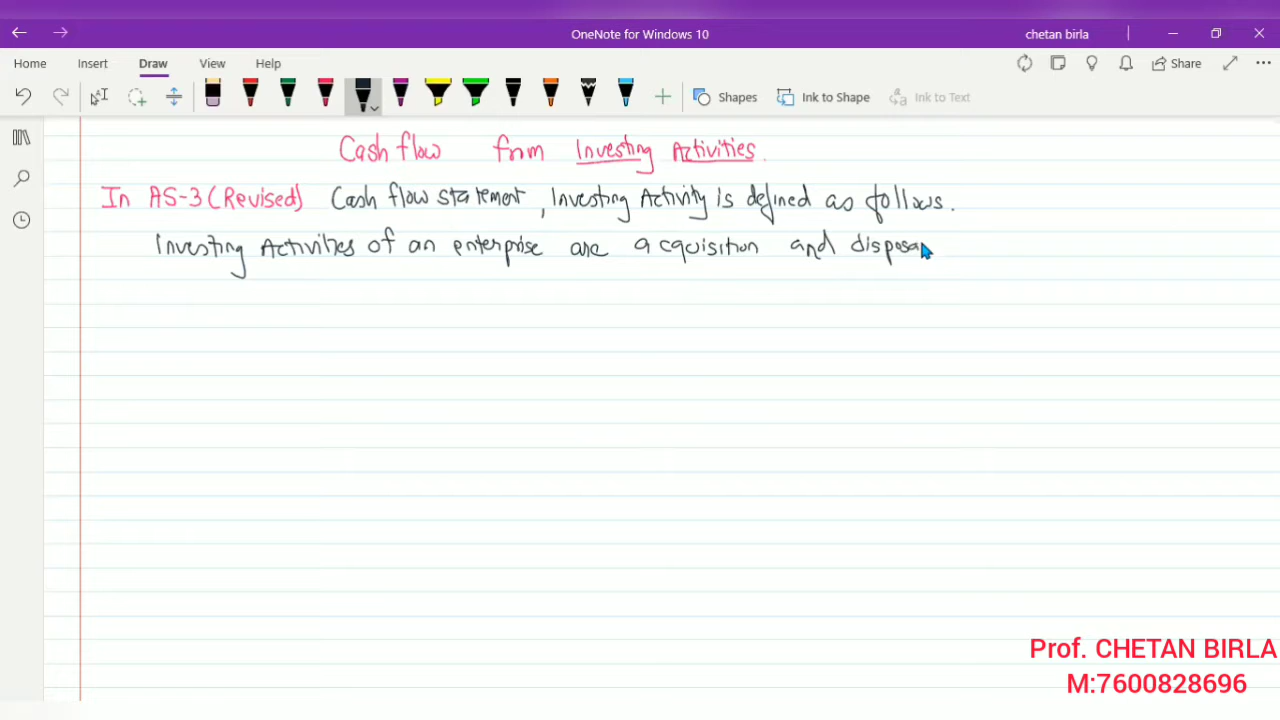 OneNote for Windows 10
chetan birla
Home Insert Draw View Help
Share
Shapes Ink to Shape Ink to Text
Cash flow from Investing Activities.
In AS-3 (Revised) Cash flow statement, Investing Activity is defined as follows.
Investing Activities of an enterprise are acquisition and disposa
Prof. CHETAN BIRLA
M:7600828696